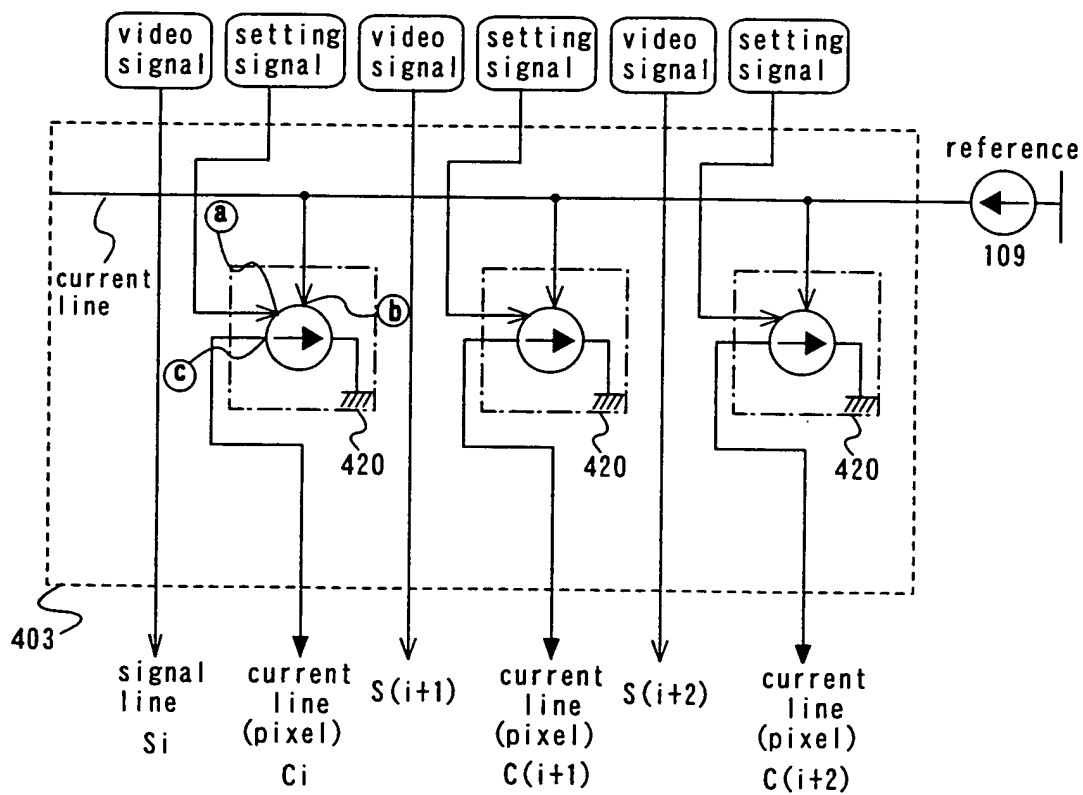 video signal
setting signal
video signal
setting signal
video signal
setting signal
reference
109
a
current line
b
c
420
420
420
403
signal line Si
current line (pixel) Ci
S(i+1)
current line (pixel) C(i+1)
S(i+2)
current line (pixel) C(i+2)